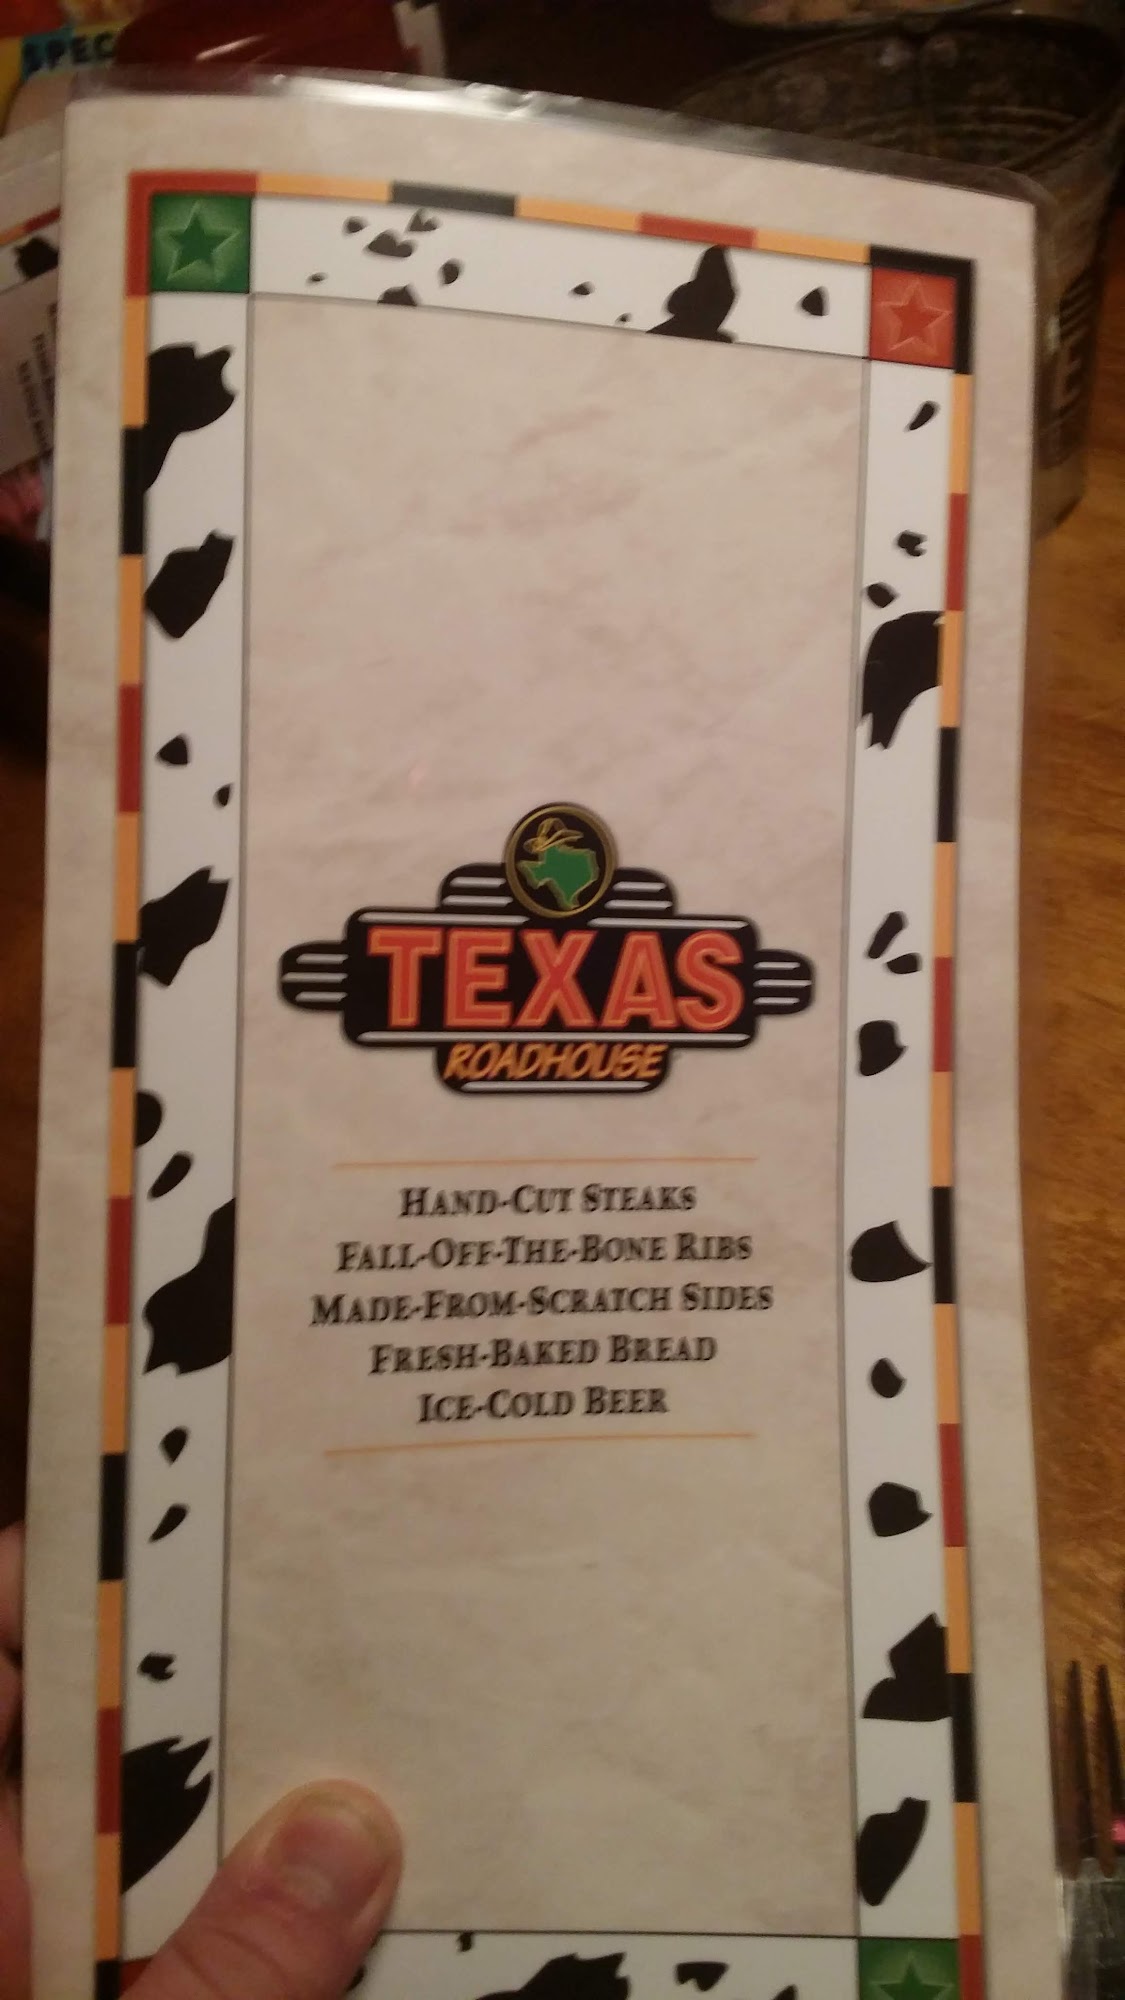 SPEC
TEXAS
ROADHOUSE
HAND-CUT STEAKS
FALL-OFF-THE-BONE RIBS
MADE-FROM-SCRATCH SIDES
FRESH-BAKED BREAD
ICE-COLD BEER